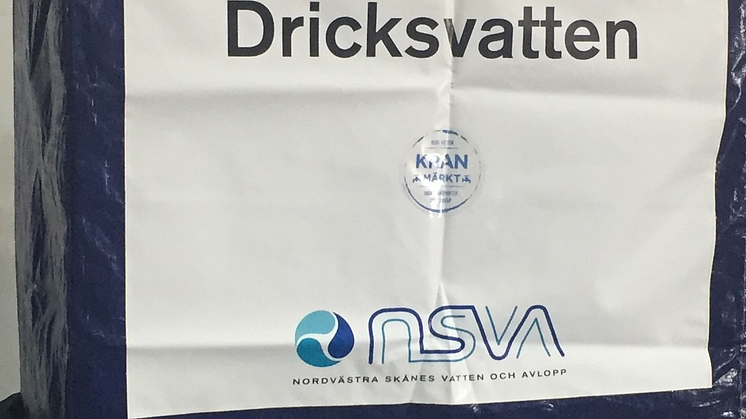 Dricksvatten
KRAN
MÄRKT
nsva
NORDVÄSTRA SKÅNES VATTEN OCH AVLOPP